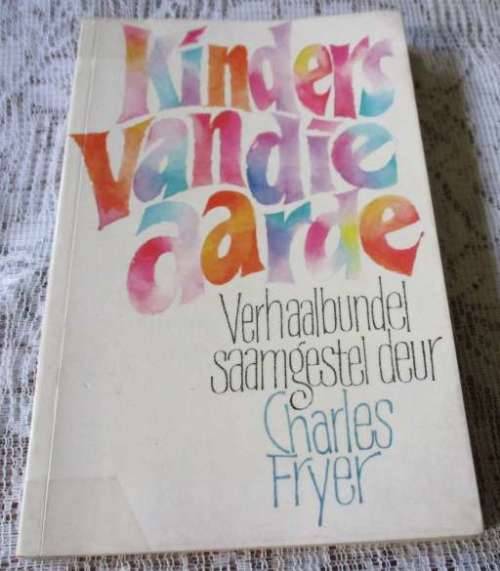 Kinders
van die
aarde
Verhaalbundel
saamgestel deur
Charles
Fryer